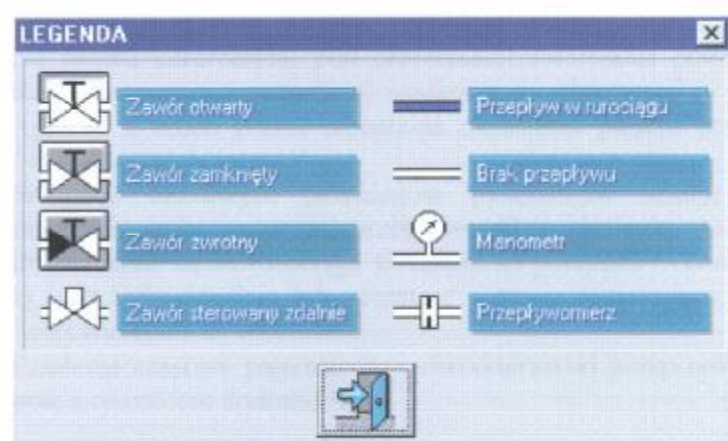 LEGENDA
Zawór otwarty
Zawór zamknięty
Zawór zwrotny
Zawór sterowany zdalnie
Przepływ w rurociągu
Brak przepływu
Manometr
Przepływomierz